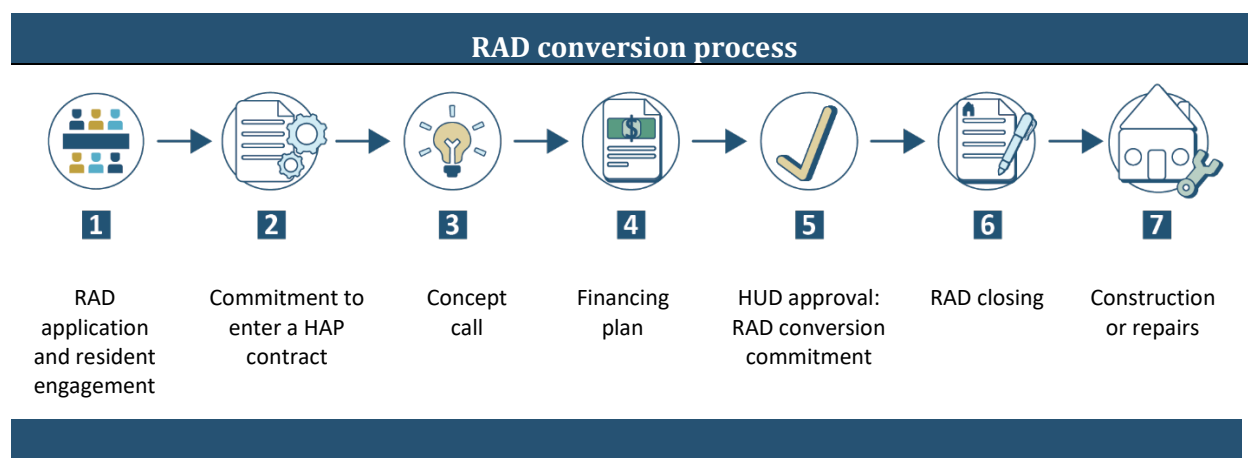 RAD conversion process
$
1
2
3
4
5
6
7
RAD
application
and resident
engagement
Commitment to
enter a HAP
contract
Concept
call
Financing
plan
HUD approval:
RAD conversion
commitment
RAD closing
Construction
or repairs